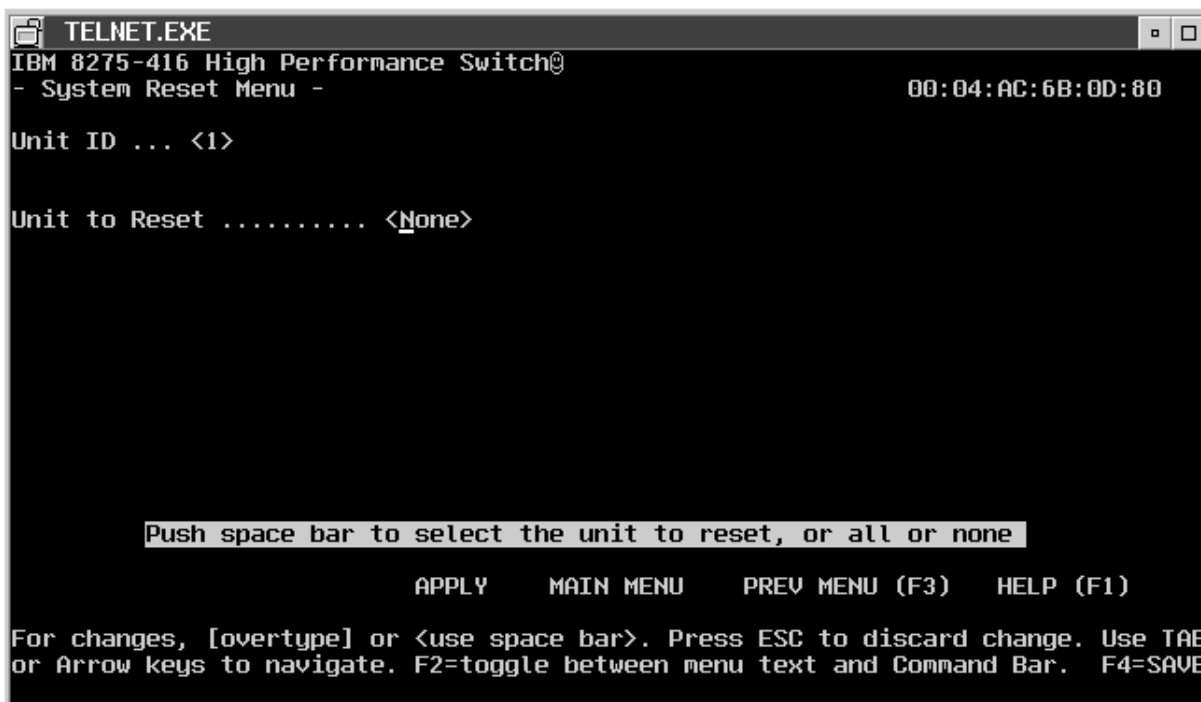 TELNET.EXE
IBM 8275-416 High Performance Switch☺
- System Reset Menu - 00:04:AC:6B:0D:80
Unit ID ... <1>
Unit to Reset .......... <None>
Push space bar to select the unit to reset, or all or none
APPLY MAIN MENU PREV MENU (F3) HELP (F1)
For changes, [overtype] or <use space bar>. Press ESC to discard change. Use TAB
or Arrow keys to navigate. F2=toggle between menu text and Command Bar. F4=SAVE